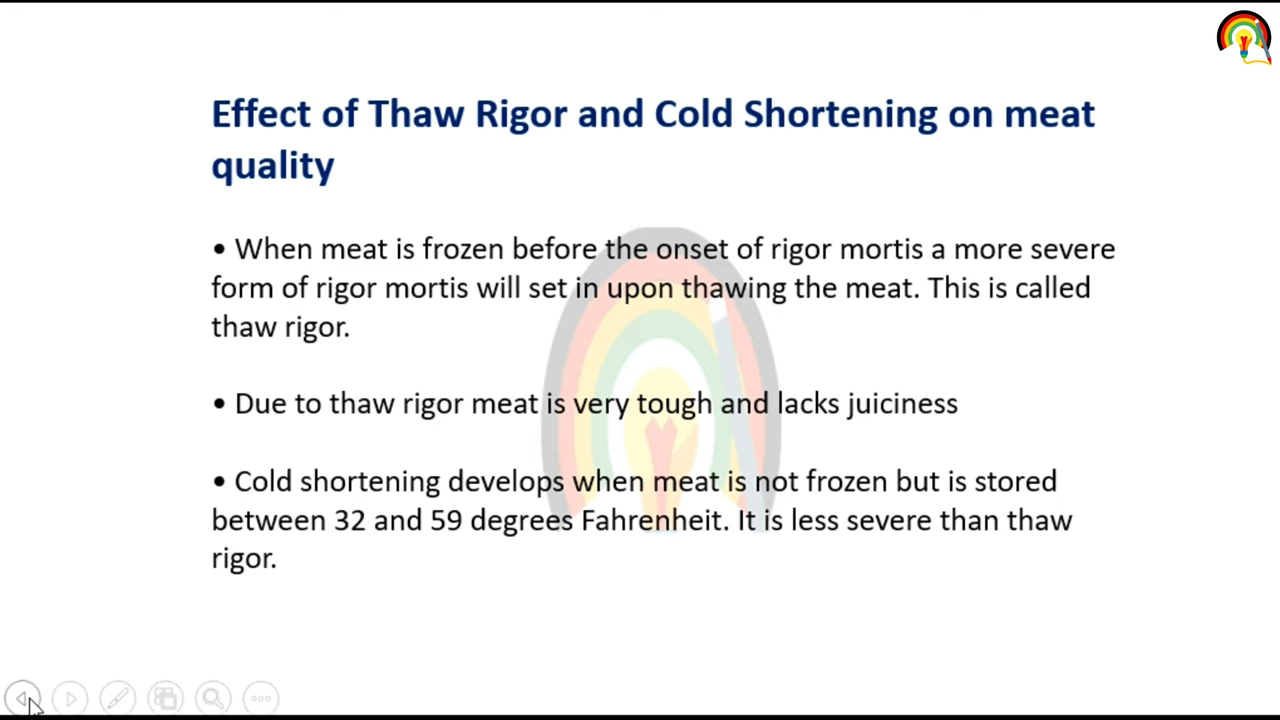 Effect of Thaw Rigor and Cold Shortening on meat
quality
• When meat is frozen before the onset of rigor mortis a more severe
form of rigor mortis will set in upon thawing the meat. This is called
thaw rigor.
• Due to thaw rigor meat is very tough and lacks juiciness
• Cold shortening develops when meat is not frozen but is stored
between 32 and 59 degrees Fahrenheit. It is less severe than thaw
rigor.